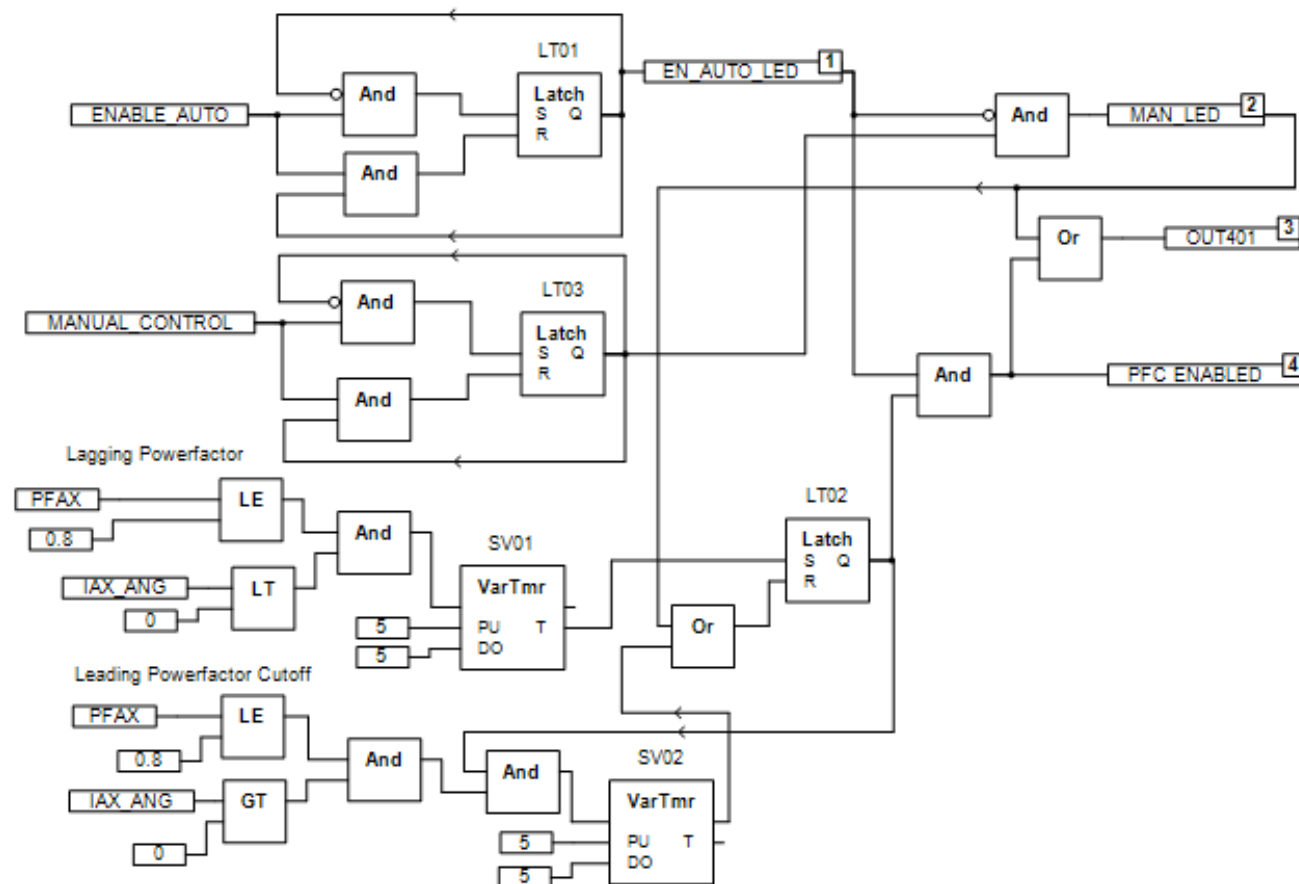 LT01
EN_AUTO_LED 1
And
Latch
ENABLE_AUTO
S Q
And
MAN_LED 2
R
And
Or
OUT401 3
And
LT03
MANUAL_CONTROL
Latch
S Q
R
And
And
PFC ENABLED 4
Lagging Powerfactor
LE
PFAX
LT02
0.8
And
SV01
Latch
S Q
R
IAX_ANG
LT
VarTmr
0
5
PU T
Or
5
DO
Leading Powerfactor Cutoff
LE
PFAX
0.8
And
And
SV02
IAX_ANG
GT
VarTmr
0
5
PU T
5
DO